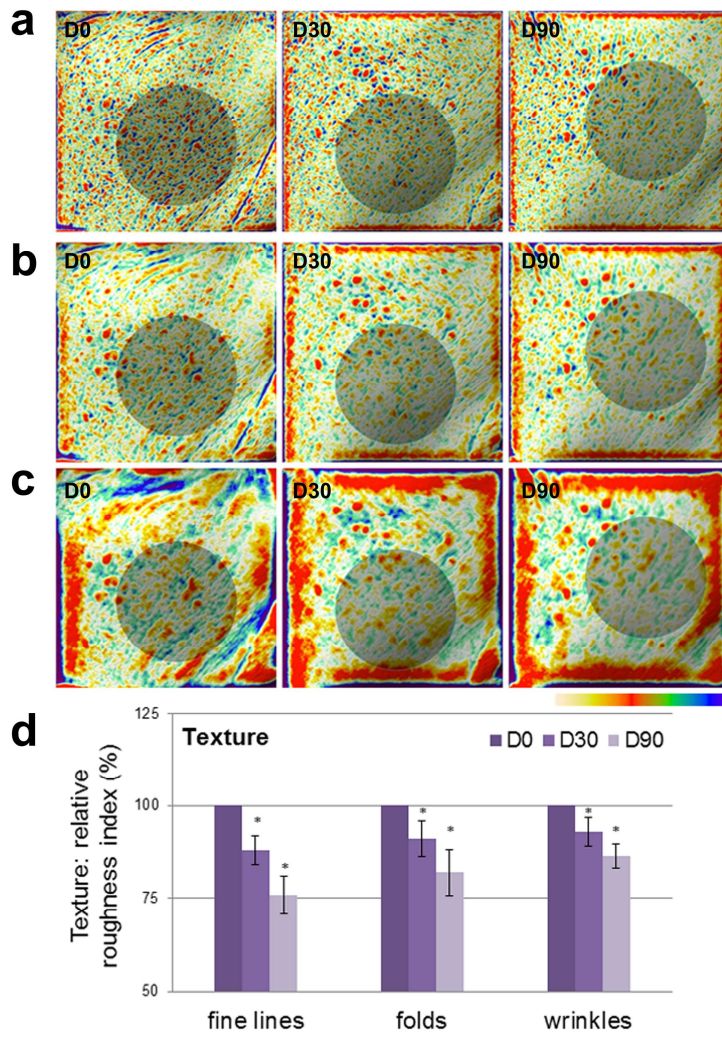 a
D0
D30
D90
b
D0
D30
D90
c
D0
D30
D90
d
Texture
D0 D30 D90
Texture: relative
roughness index (%)
125
100
75
50
* * * * * *
fine lines folds wrinkles